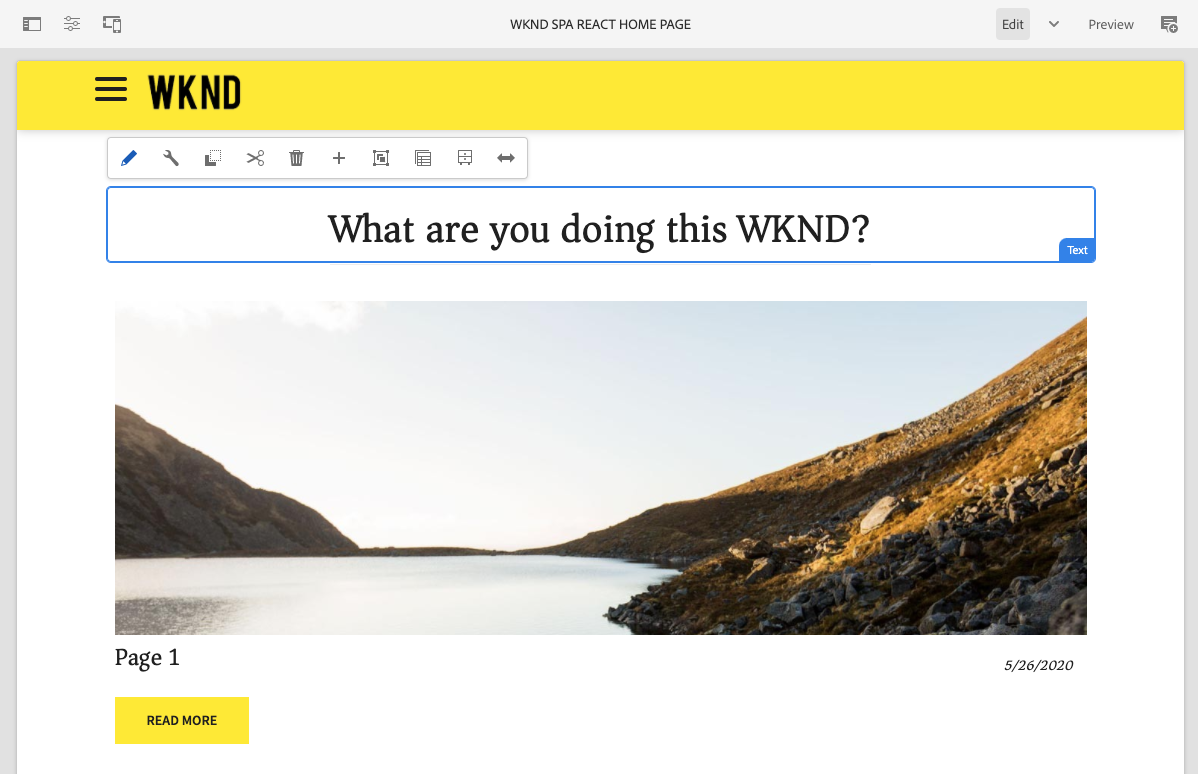 WKND SPA REACT HOME PAGE
Edit
Preview
WKND
What are you doing this WKND?
Text
Page 1
5/26/2020
READ MORE